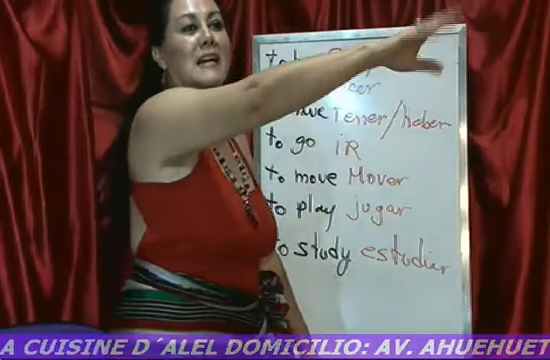 to
to have Tener/haber
to go iR
to move Mover
to play jugar
to study estudiar
A CUISINE D´ALEL DOMICILIO: AV. AHUEHUET